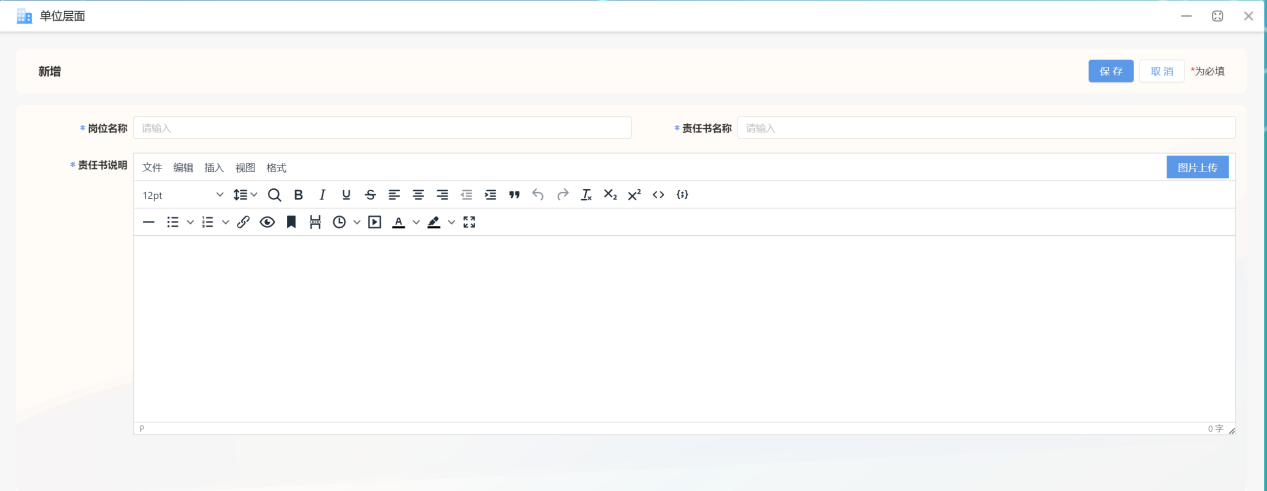 单位层面
新增
保存 取消 *为必填
*岗位名称 请输入 *责任书名称 请输入
*责任书说明 文件 编辑 插入 视图 格式 图片上传
12pt
P 0 字